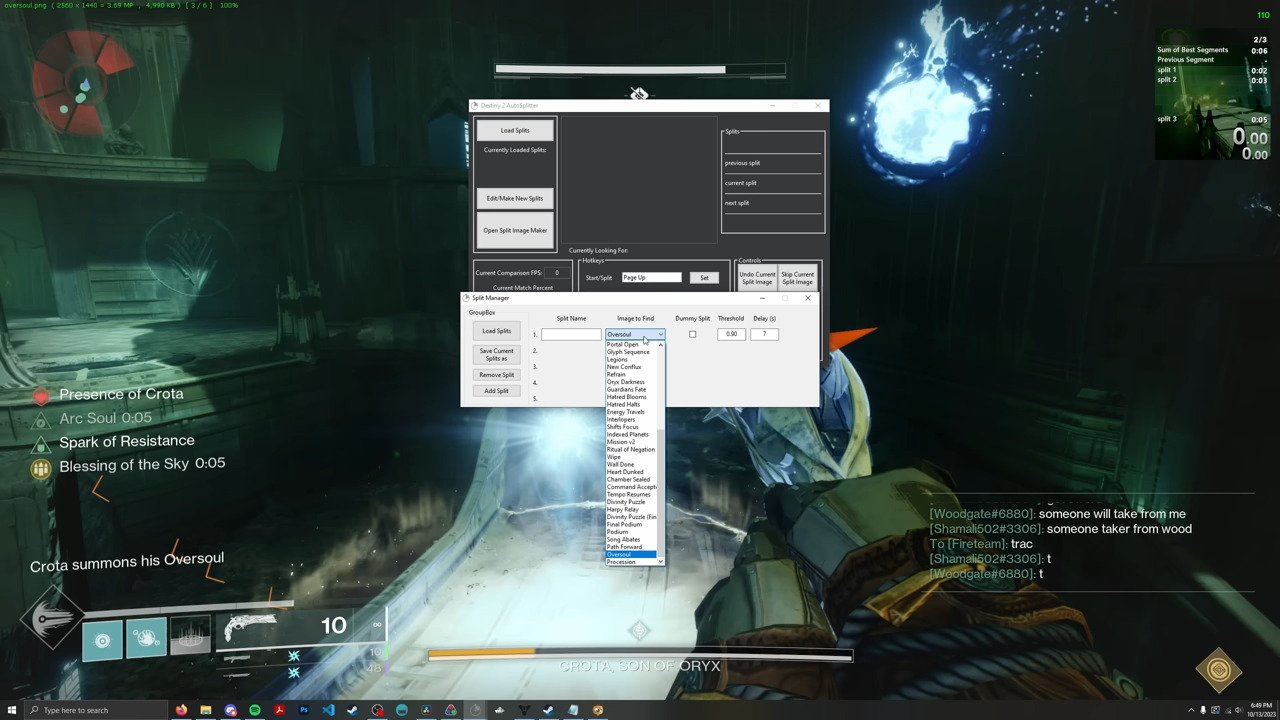 oversoul.png ( 2560 x 1440 = 3.69 MP , 4,990 KB ) [ 3 / 6 ] 100%
110
2/3
Sum of Best Segments 0:06
Previous Segment
split 1 0:02
split 2 0:03
split 3 0:05
0.00
0.00
Destiny 2 AutoSplitter
Load Splits
Currently Loaded Splits:
Edit/Make New Splits
Open Split Image Maker
Splits
previous split
current split
next split
Currently Looking For:
Current Comparison FPS: 0
Current Match Percent
Hotkeys
Start/Split Page Up Set
Controls
Undo Current Split Image
Skip Current Split Image
Split Manager
GroupBox
Load Splits
Save Current Splits as
Remove Split
Add Split
Split Name Image to Find Dummy Split Threshold Delay (s)
1. Oversoul 0.90 7
2.
3.
4.
5.
Portal Open
Glyph Sequence
Legions
New Conflux
Refrain
Oryx Darkness
Guardians Fate
Hatred Blooms
Hatred Halts
Energy Travels
Interlopers
Shifts Focus
Indexed Planets
Mission v2
Ritual of Negation
Wipe
Wall Done
Heart Dunked
Chamber Sealed
Command Accept
Tempo Resumes
Divinity Puzzle
Harpy Relay
Divinity Puzzle (Fin
Final Podium
Podium
Song Abates
Path Forward
Oversoul
Procession
Presence of Crota
Arc Soul 0:05
Spark of Resistance
Blessing of the Sky 0:05
Crota summons his Oversoul
10 ∞
10
48
CROTA, SON OF ORYX
[Woodgate#6880]: someone will take from me
[Shamali502#3306]: someone taker from wood
To [Fireteam]: trac
[Shamali502#3306]: t
[Woodgate#6880]: t
Type here to search
6:49 PM
10/13/2023